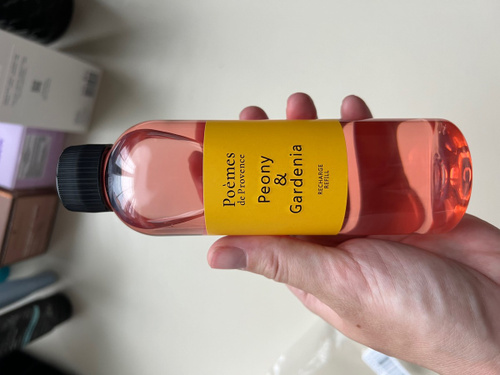 Poèmes
de Provence
Peony
&
Gardenia
RECHARGE
REFILL